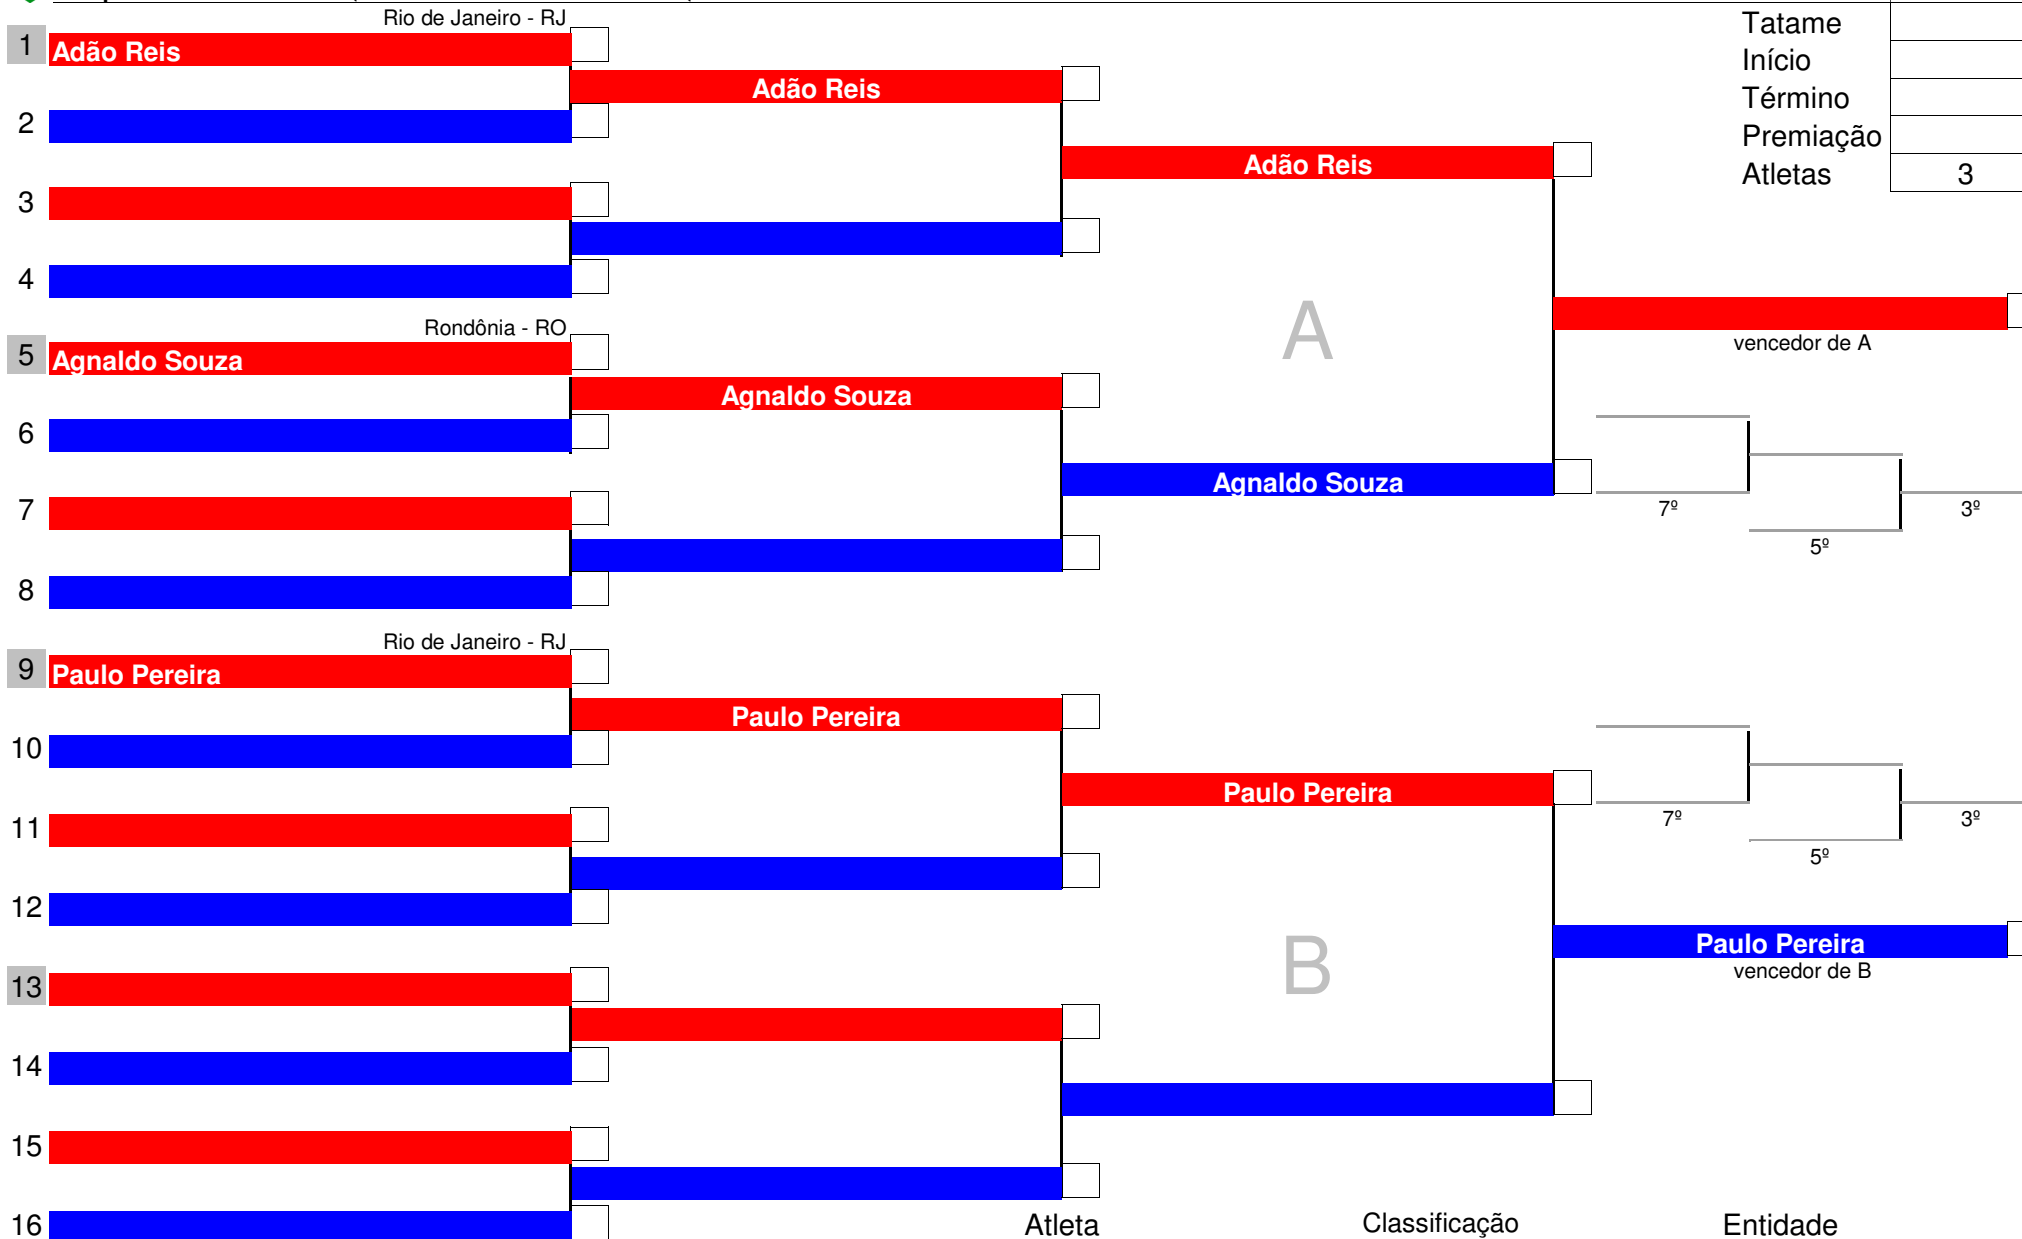 Rio de Janeiro - RJ
Tatame
1 Adão Reis
Início
Adão Reis
Término
2
Premiação
Adão Reis
Atletas 3
3
4
Rondônia - RO
A
vencedor de A
5 Agnaldo Souza
Agnaldo Souza
6
Agnaldo Souza
7
7º 3º
5º
8
Rio de Janeiro - RJ
9 Paulo Pereira
Paulo Pereira
10
Paulo Pereira
11
7º 3º
5º
12
Paulo Pereira
B
vencedor de B
13
14
15
16
Atleta Classificação Entidade